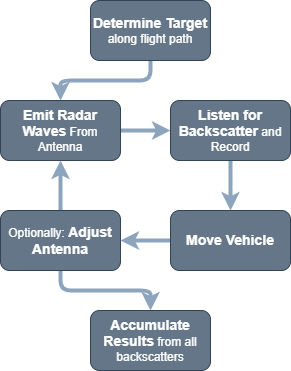 Determine Target
along flight path
Emit Radar
Waves From
Antenna
Listen for
Backscatter and
Record
Optionally: Adjust
Antenna
Move Vehicle
Accumulate
Results from all
backscatters